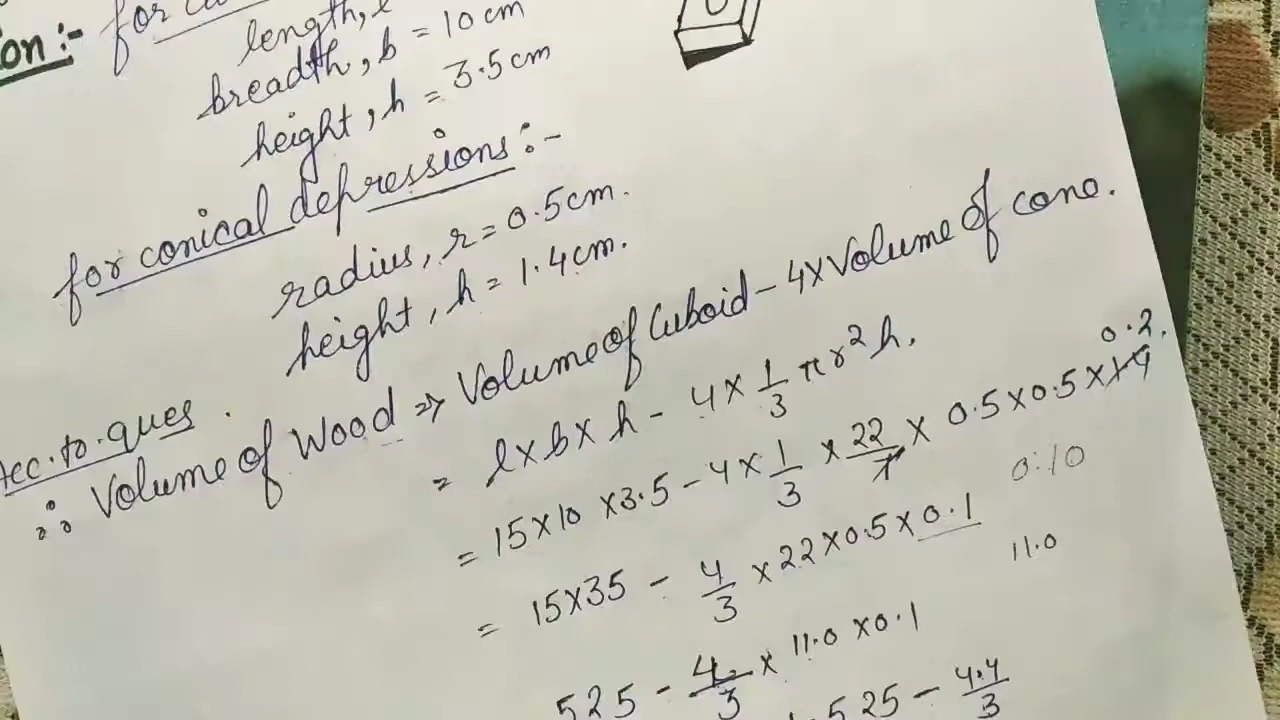 on :- for
length,
breadth, b = 10 cm
height, h = 3.5 cm
for conical depressions :-
radius, r = 0.5 cm.
height, h = 1.4 cm.
Acc. to. ques.
∴ Volume of Wood ⇒ Volume of Cuboid – 4 × Volume of cone.
= l × b × h – 4 × 1/3 π r² h.
0.2.
= 15 × 10 × 3.5 – 4 × 1/3 × 22/7 × 0.5 × 0.5 × 1.4
0.10
= 15 × 35 – 4/3 × 22 × 0.5 × 0.1
11.0
525 – 4/3 × 11.0 × 0.1
525 – 4.4/3